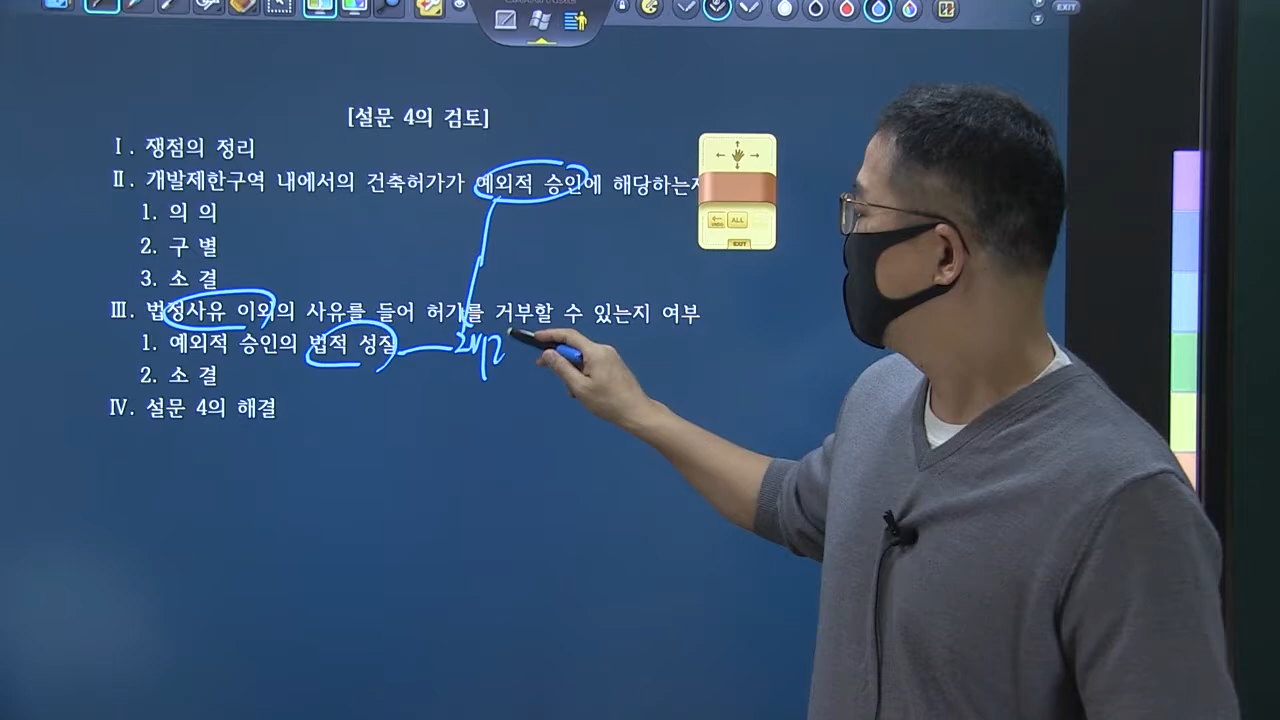 EXIT
[설문 4의 검토]
Ⅰ. 쟁점의 정리
Ⅱ. 개발제한구역 내에서의 건축허가가 예외적 승인에 해당하는지
1. 의 의
2. 구 별
3. 소 결
Ⅲ. 법정사유 이외의 사유를 들어 허가를 거부할 수 있는지 여부
1. 예외적 승인의 법적 성질
2. 소 결
Ⅳ. 설문 4의 해결
UNDO ALL
EXIT